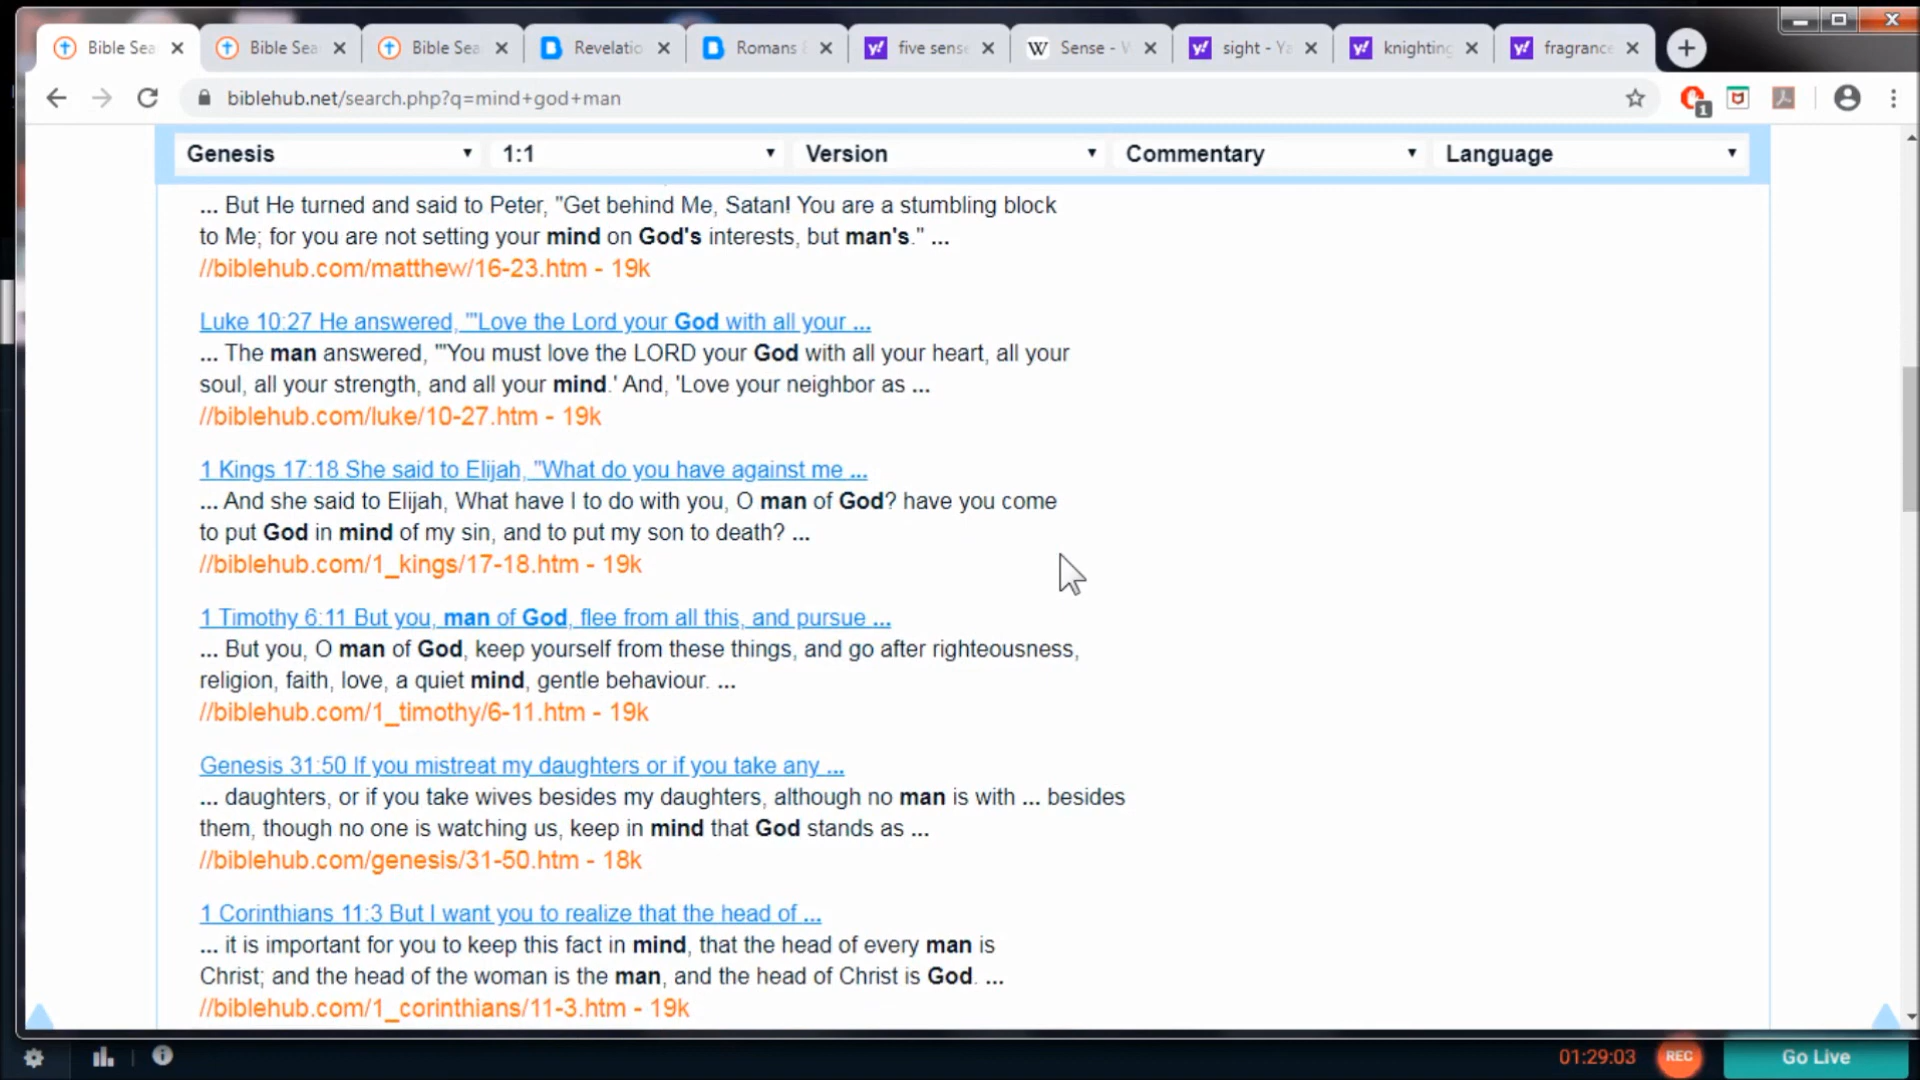 Bible Sea
Bible Sea
Bible Sea
Revelatio
Romans 8
five sense
Sense - W
sight - Ya
knighting
fragrance
biblehub.net/search.php?q=mind+god+man
1
Genesis
1:1
Version
Commentary
Language
... But He turned and said to Peter, "Get behind Me, Satan! You are a stumbling block
to Me; for you are not setting your mind on God's interests, but man's." ...
//biblehub.com/matthew/16-23.htm - 19k
Luke 10:27 He answered, "'Love the Lord your God with all your ...
... The man answered, "'You must love the LORD your God with all your heart, all your
soul, all your strength, and all your mind.' And, 'Love your neighbor as ...
//biblehub.com/luke/10-27.htm - 19k
1 Kings 17:18 She said to Elijah, "What do you have against me ...
... And she said to Elijah, What have I to do with you, O man of God? have you come
to put God in mind of my sin, and to put my son to death? ...
//biblehub.com/1_kings/17-18.htm - 19k
1 Timothy 6:11 But you, man of God, flee from all this, and pursue ...
... But you, O man of God, keep yourself from these things, and go after righteousness,
religion, faith, love, a quiet mind, gentle behaviour. ...
//biblehub.com/1_timothy/6-11.htm - 19k
Genesis 31:50 If you mistreat my daughters or if you take any ...
... daughters, or if you take wives besides my daughters, although no man is with ... besides
them, though no one is watching us, keep in mind that God stands as ...
//biblehub.com/genesis/31-50.htm - 18k
1 Corinthians 11:3 But I want you to realize that the head of ...
... it is important for you to keep this fact in mind, that the head of every man is
Christ; and the head of the woman is the man, and the head of Christ is God. ...
//biblehub.com/1_corinthians/11-3.htm - 19k
01:29:03
REC
Go Live